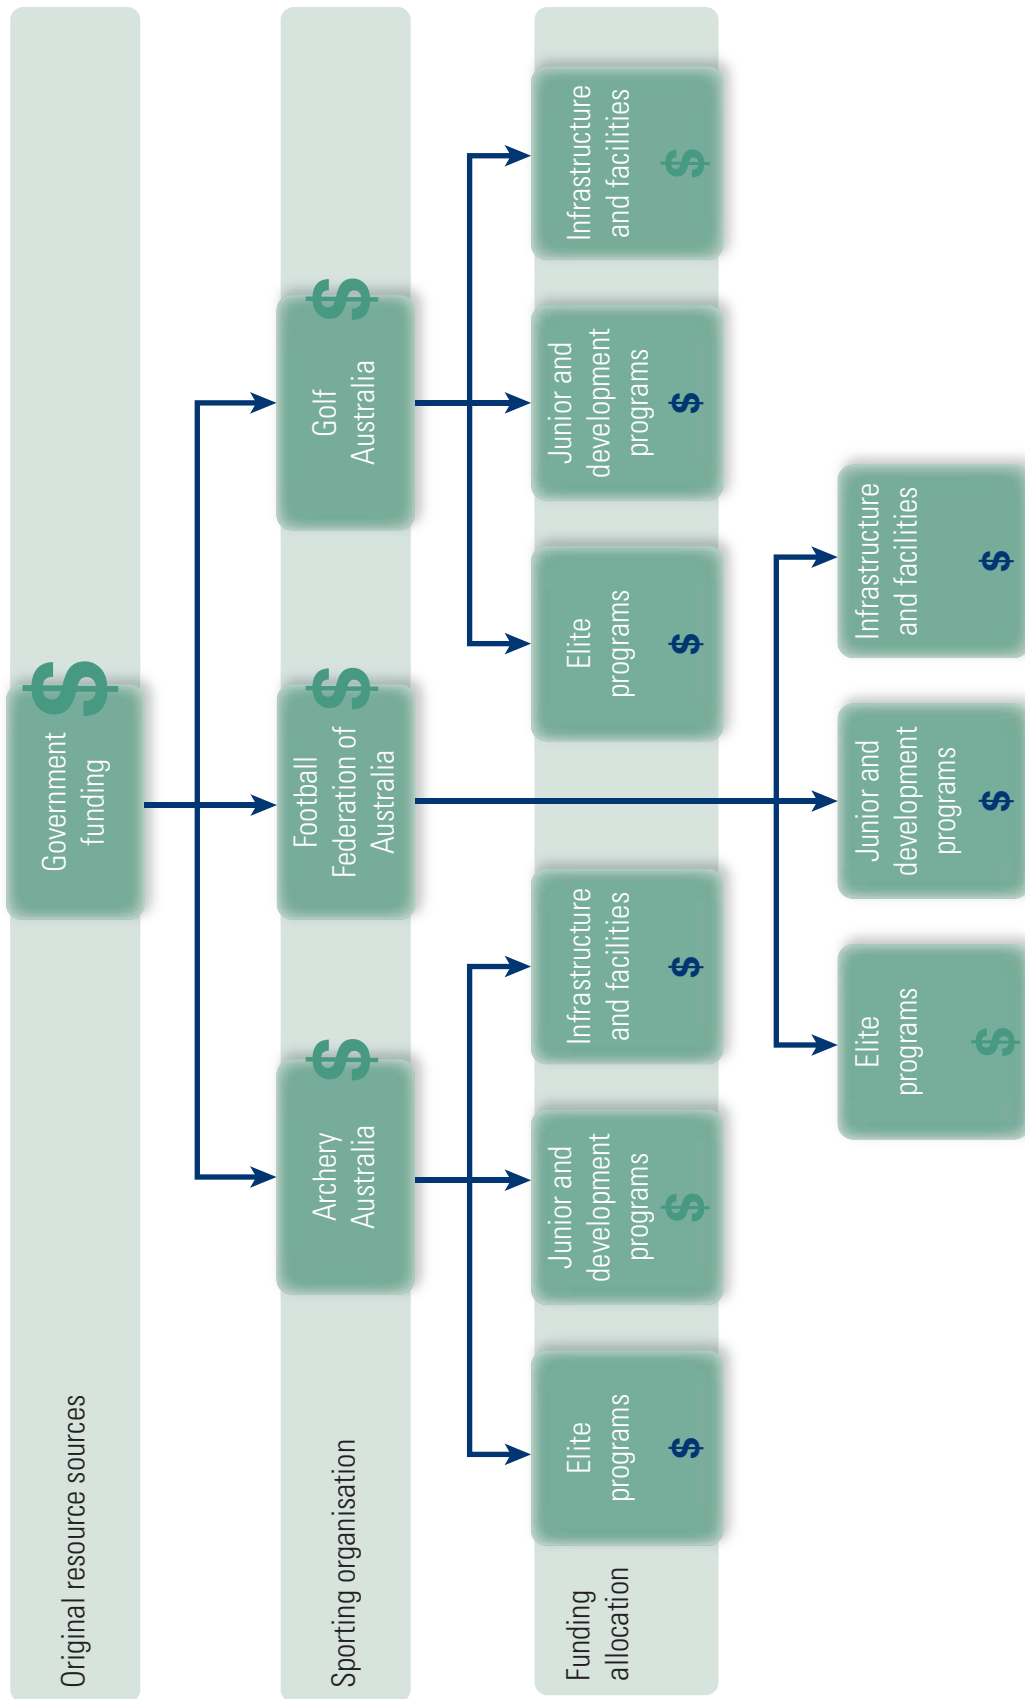 Original resource sources
Government
funding
$
Sporting organisation
Archery
Australia
$
Football
Federation of
Australia
$
Golf
Australia
$
Funding
allocation
Elite
programs
$
Junior and
development
programs
$
Infrastructure
and facilities
$
Elite
programs
$
Junior and
development
programs
$
Infrastructure
and facilities
$
Elite
programs
$
Junior and
development
programs
$
Infrastructure
and facilities
$